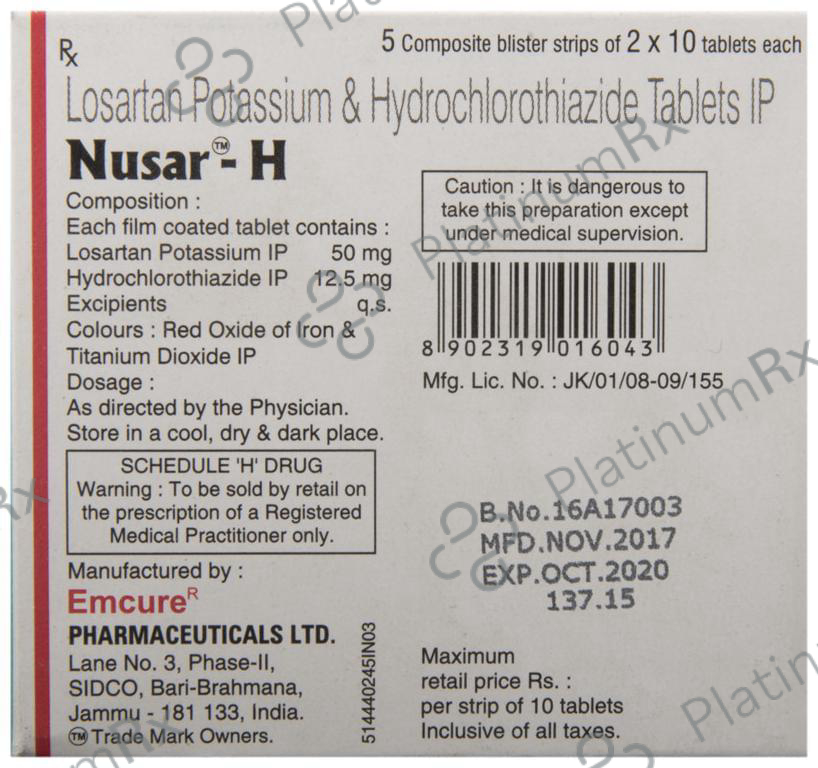 Rx
5 Composite blister strips of 2 x 10 tablets each
Losartan Potassium & Hydrochlorothiazide Tablets IP
Nusar™- H
Composition :
Each film coated tablet contains :
Losartan Potassium IP 50 mg
Hydrochlorothiazide IP 12.5 mg
Excipients q.s.
Colours : Red Oxide of Iron &
Titanium Dioxide IP
Dosage :
As directed by the Physician.
Store in a cool, dry & dark place.
SCHEDULE 'H' DRUG
Warning : To be sold by retail on
the prescription of a Registered
Medical Practitioner only.
Manufactured by :
Emcure R
PHARMACEUTICALS LTD.
Lane No. 3, Phase-II,
SIDCO, Bari-Brahmana,
Jammu - 181 133, India.
™ Trade Mark Owners.
514440245IN03
Caution : It is dangerous to
take this preparation except
under medical supervision.
8 902319 016043
Mfg. Lic. No. : JK/01/08-09/155
B.No.16A17003
MFD.NOV.2017
EXP.OCT.2020
137.15
Maximum
retail price Rs. :
per strip of 10 tablets
Inclusive of all taxes.
PlatinumRx
PlatinumRx